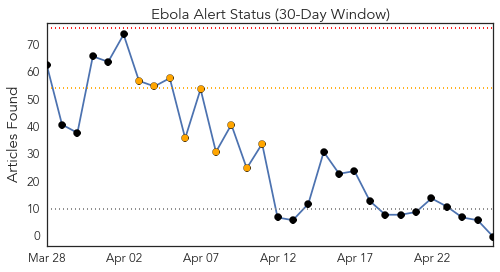 Ebola Alert Status (30-Day Window)
Articles Found
70
60
50
40
30
20
10
0
Mar 28 Apr 02 Apr 07 Apr 12 Apr 17 Apr 22